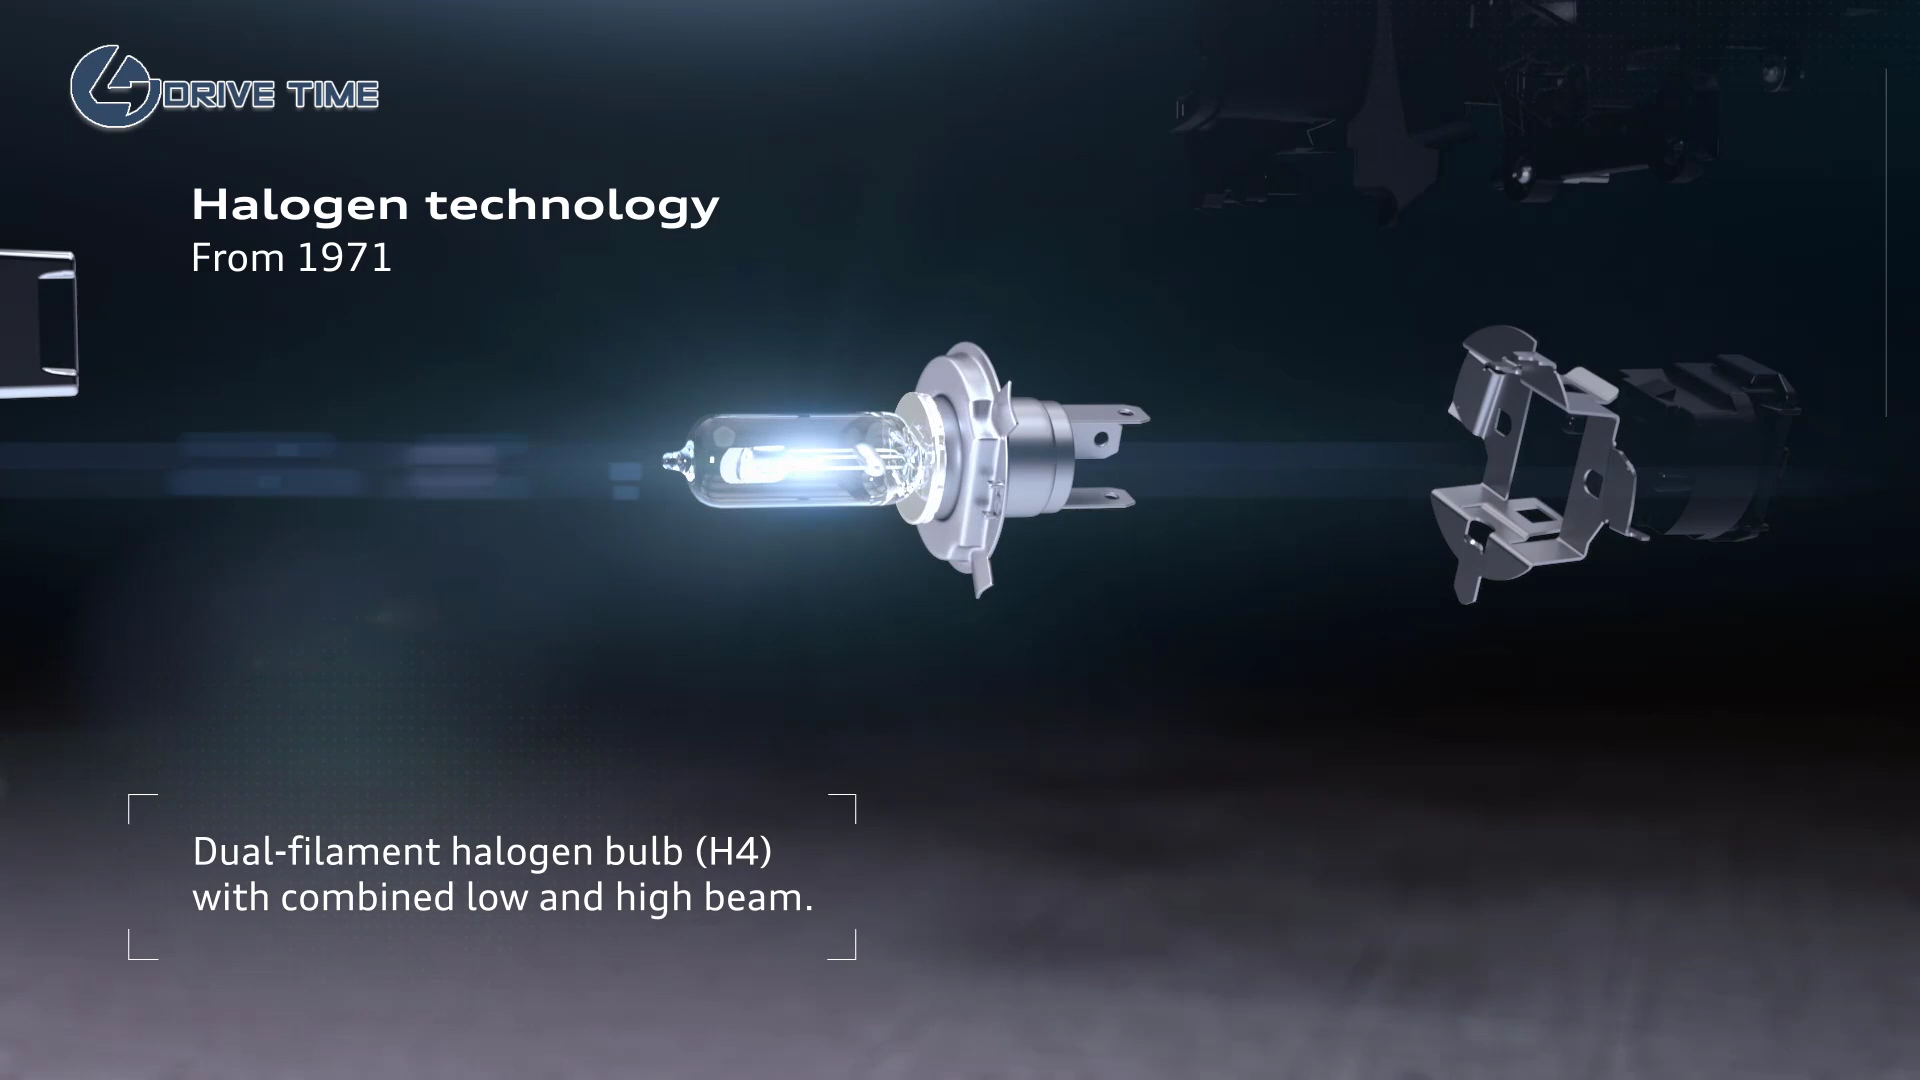 DRIVE TIME
Halogen technology
From 1971
Dual-filament halogen bulb (H4)
with combined low and high beam.